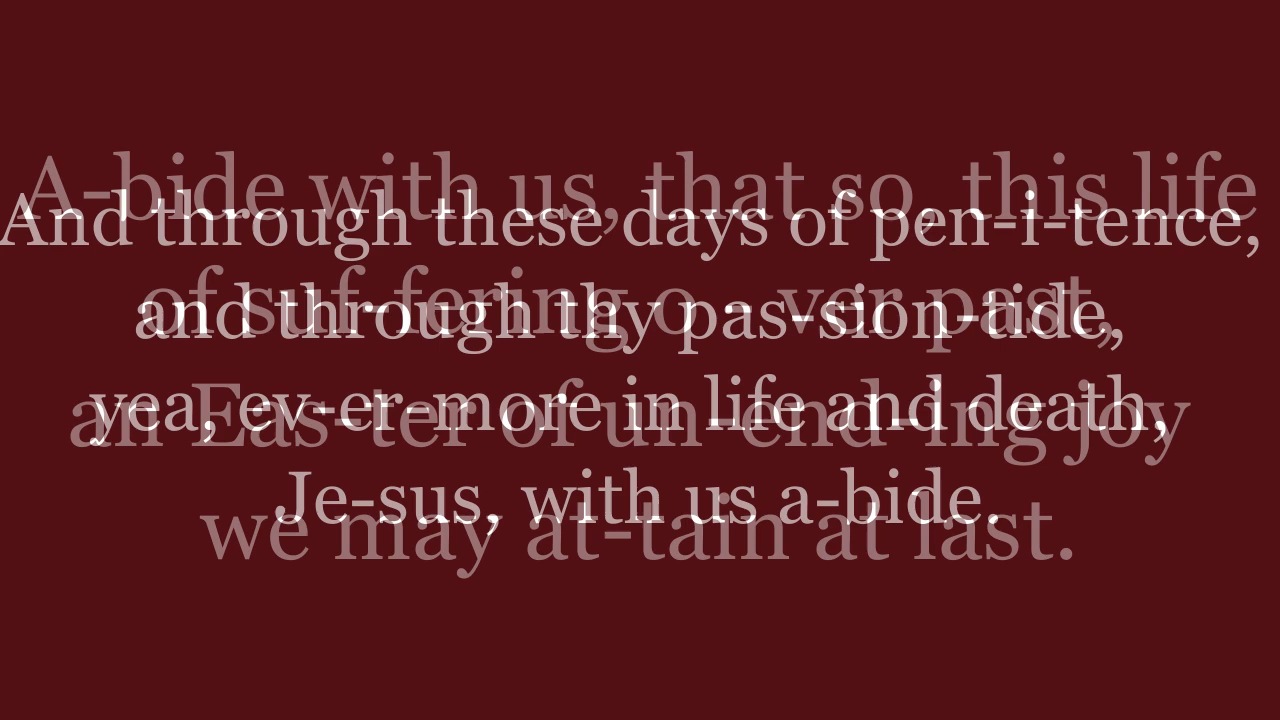 And through these days of pen-i-tence,
and through thy pas-sion-tide,
yea, ev-er-more in life and death,
Je-sus, with us a-bide.
A-bide with us, that so, this life
of suf-fering o - ver past,
an Eas-ter of un-end-ing joy
we may at-tain at last.